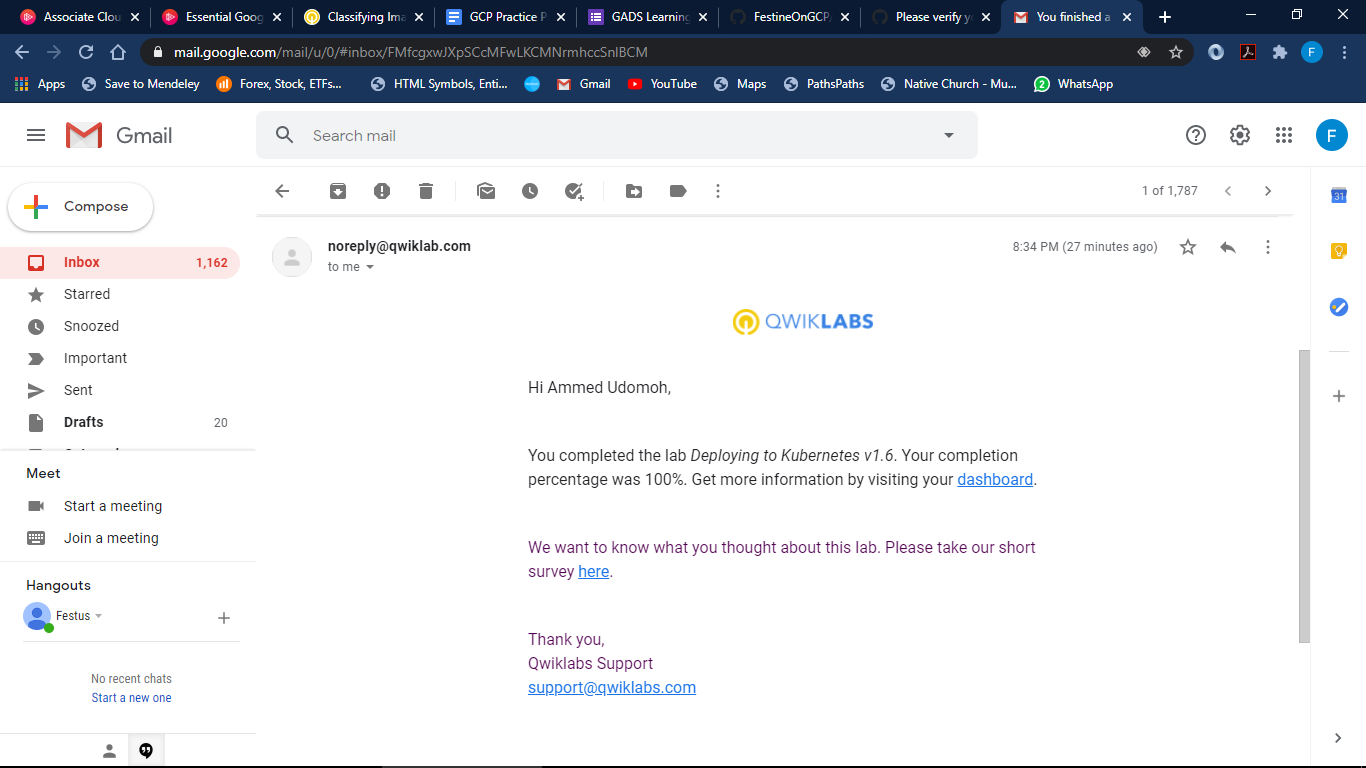 Associate Clou
Essential Goog
Classifying Ima
GCP Practice P
GADS Learning
FestineOnGCP/
Please verify yo
You finished a
mail.google.com/mail/u/0/#inbox/FMfcgxwJXpSCcMFwLKCMNrmhccSnlBCM
F
Apps
Save to Mendeley
Forex, Stock, ETFs...
HTML Symbols, Enti...
Gmail
YouTube
Maps
PathsPaths
Native Church - Mu...
2
WhatsApp
Gmail
Search mail
F
Compose
1 of 1,787
31
Inbox 1,162
Starred
Snoozed
Important
Sent
Drafts 20
Meet
Start a meeting
Join a meeting
Hangouts
Festus
No recent chats
Start a new one
noreply@qwiklab.com
8:34 PM (27 minutes ago)
to me
QWIKLABS
Hi Ammed Udomoh,
You completed the lab Deploying to Kubernetes v1.6. Your completion
percentage was 100%. Get more information by visiting your dashboard.
We want to know what you thought about this lab. Please take our short
survey here.
Thank you,
Qwiklabs Support
support@qwiklabs.com